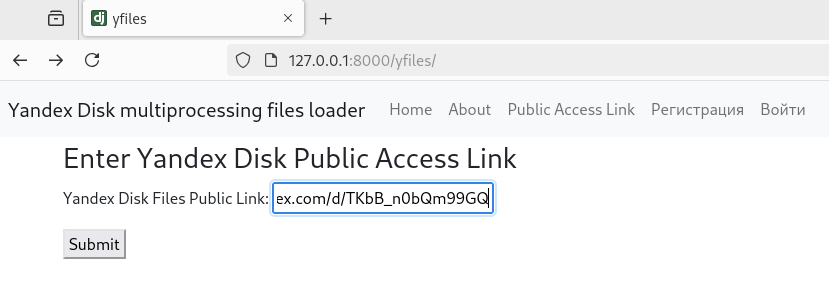 dj yfiles
127.0.0.1:8000/yfiles/
Yandex Disk multiprocessing files loader Home About Public Access Link Регистрация Войти
Enter Yandex Disk Public Access Link
Yandex Disk Files Public Link: ex.com/d/TKbB_n0bQm99GQ
Submit